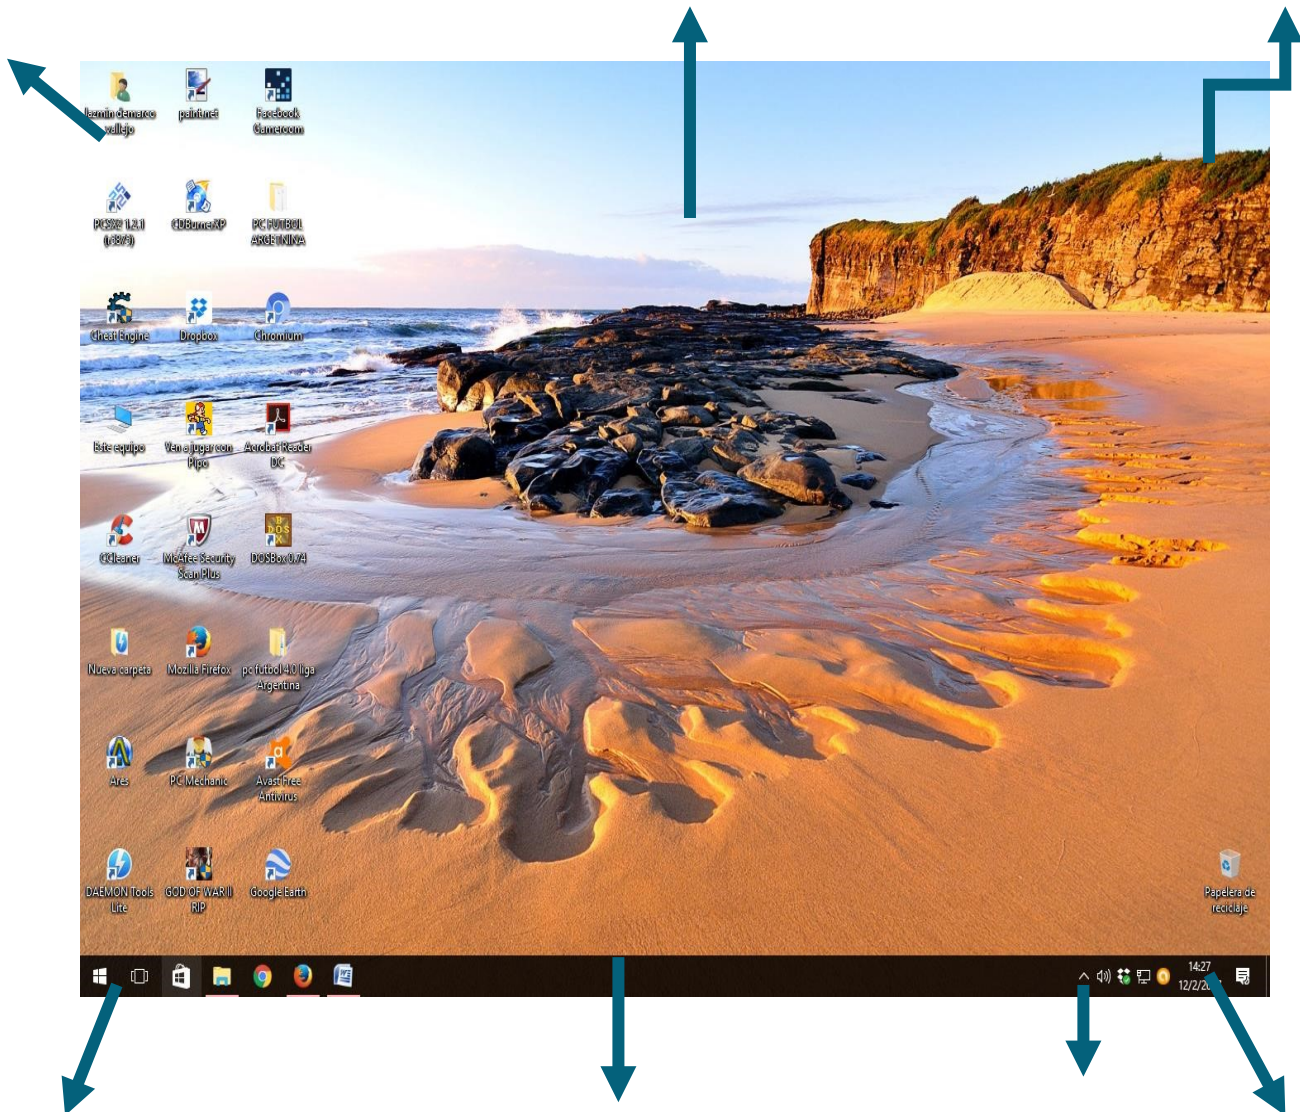 Jazmin demarco
vallejo
paint.net
Facebook
Gameroom
PCSX2 1.2.1
CDBurnerXP
PC FUTBOL
ARGETNINA
Cheat Engine
Dropbox
Chromium
Este equipo
Ven a jugar con
Pipo
Acrobat Reader
DC
CCleaner
McAfee Security
Scan Plus
DOSBox 0.74
Nueva carpeta
Mozilla Firefox
pc futbol 4.0 liga
Argentina
Ares
PC Mechanic
Avast Free
Antivirus
DAEMON Tools
Lite
GOD OF WAR II
RIP
Google Earth
Papelera de
reciclaje
14:27